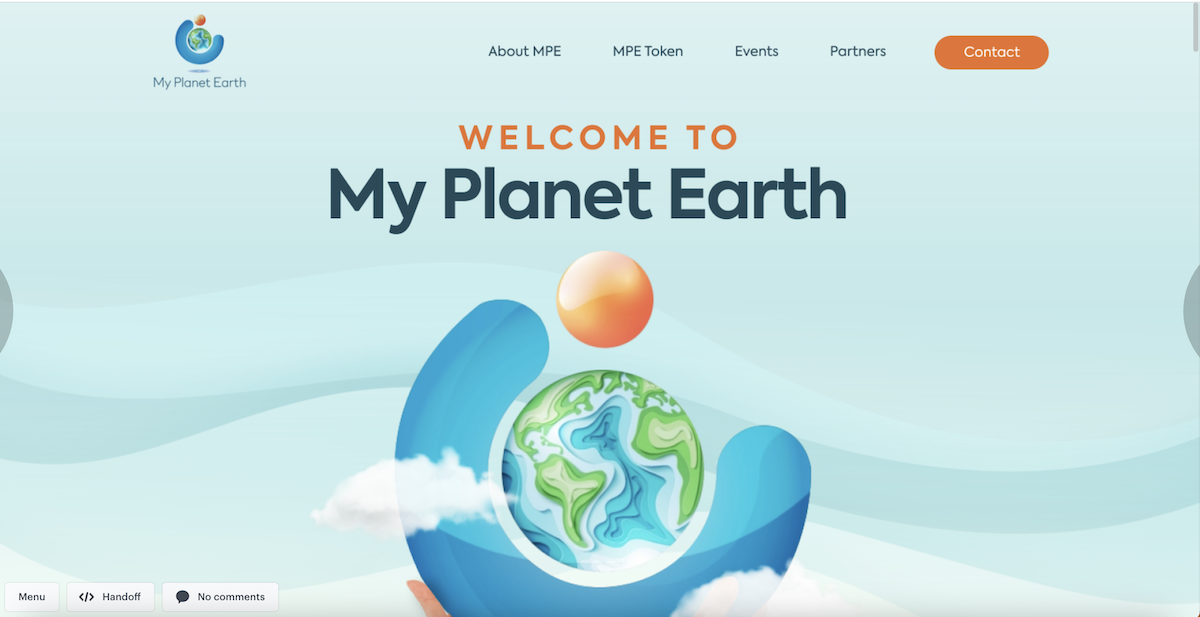 My Planet Earth
About MPE
MPE Token
Events
Partners
Contact
WELCOME TO
My Planet Earth
Menu
Handoff
No comments